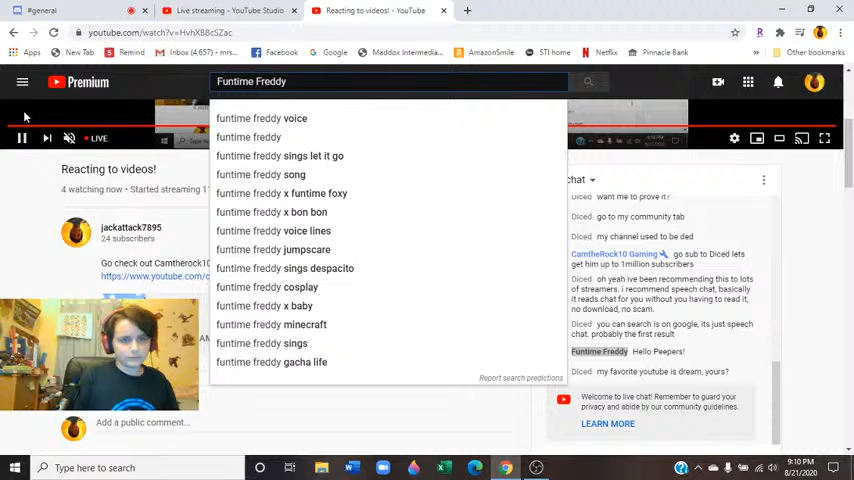 #general
Live streaming - YouTube Studio
Reacting to videos! - YouTube
youtube.com/watch?v=HvhXB8cSZac
Apps
New Tab
Remind
Inbox (4,657) - mrs...
Facebook
Google
Maddox Intermediat...
AmazonSmile
STI home
Netflix
Pinnacle Bank
Other bookmarks
Premium
Funtime Freddy
funtime freddy voice
funtime freddy
funtime freddy sings let it go
funtime freddy song
funtime freddy x funtime foxy
funtime freddy x bon bon
funtime freddy voice lines
funtime freddy jumpscare
funtime freddy sings despacito
funtime freddy cosplay
funtime freddy x baby
funtime freddy minecraft
funtime freddy sings
funtime freddy gacha life
Report search predictions
LIVE
Reacting to videos!
4 watching now • Started streaming 1
jackattack7895
24 subscribers
Go check out Camtherock10
https://www.youtube.com/c
Add a public comment...
chat
Diced want me to prove it?
Diced go to my community tab
Diced my channel used to be ded
CamtheRock10 Gaming go sub to Diced lets
get him up to 1million subscribers
Diced oh yeah ive been recommending this to lots
of streamers. i recommend speech chat, basically
it reads chat for you without you having to read it,
no download, no scam.
Diced you can search is on google, its just speech
chat. probably the first result
Funtime Freddy Hello Peepers!
Diced my favorite youtube is dream, yours?
Welcome to live chat! Remember to guard your
privacy and abide by our community guidelines.
LEARN MORE
Type here to search
9:10 PM
8/21/2020